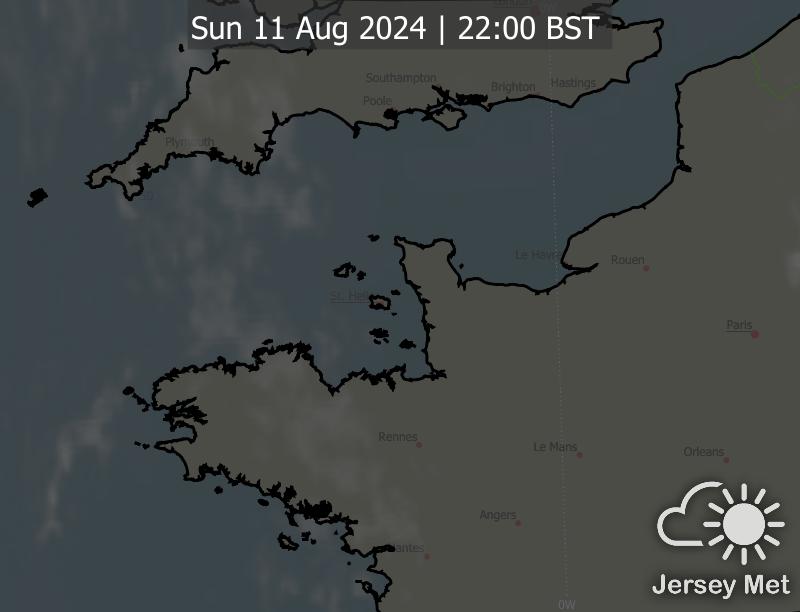 London
Sun 11 Aug 2024 | 22:00 BST
Southampton
Brighton
Hastings
Poole
Plymouth
Le Havre
Rouen
St. Helier
Paris
Rennes
Le Mans
Orleans
Angers
Nantes
Jersey Met
0W